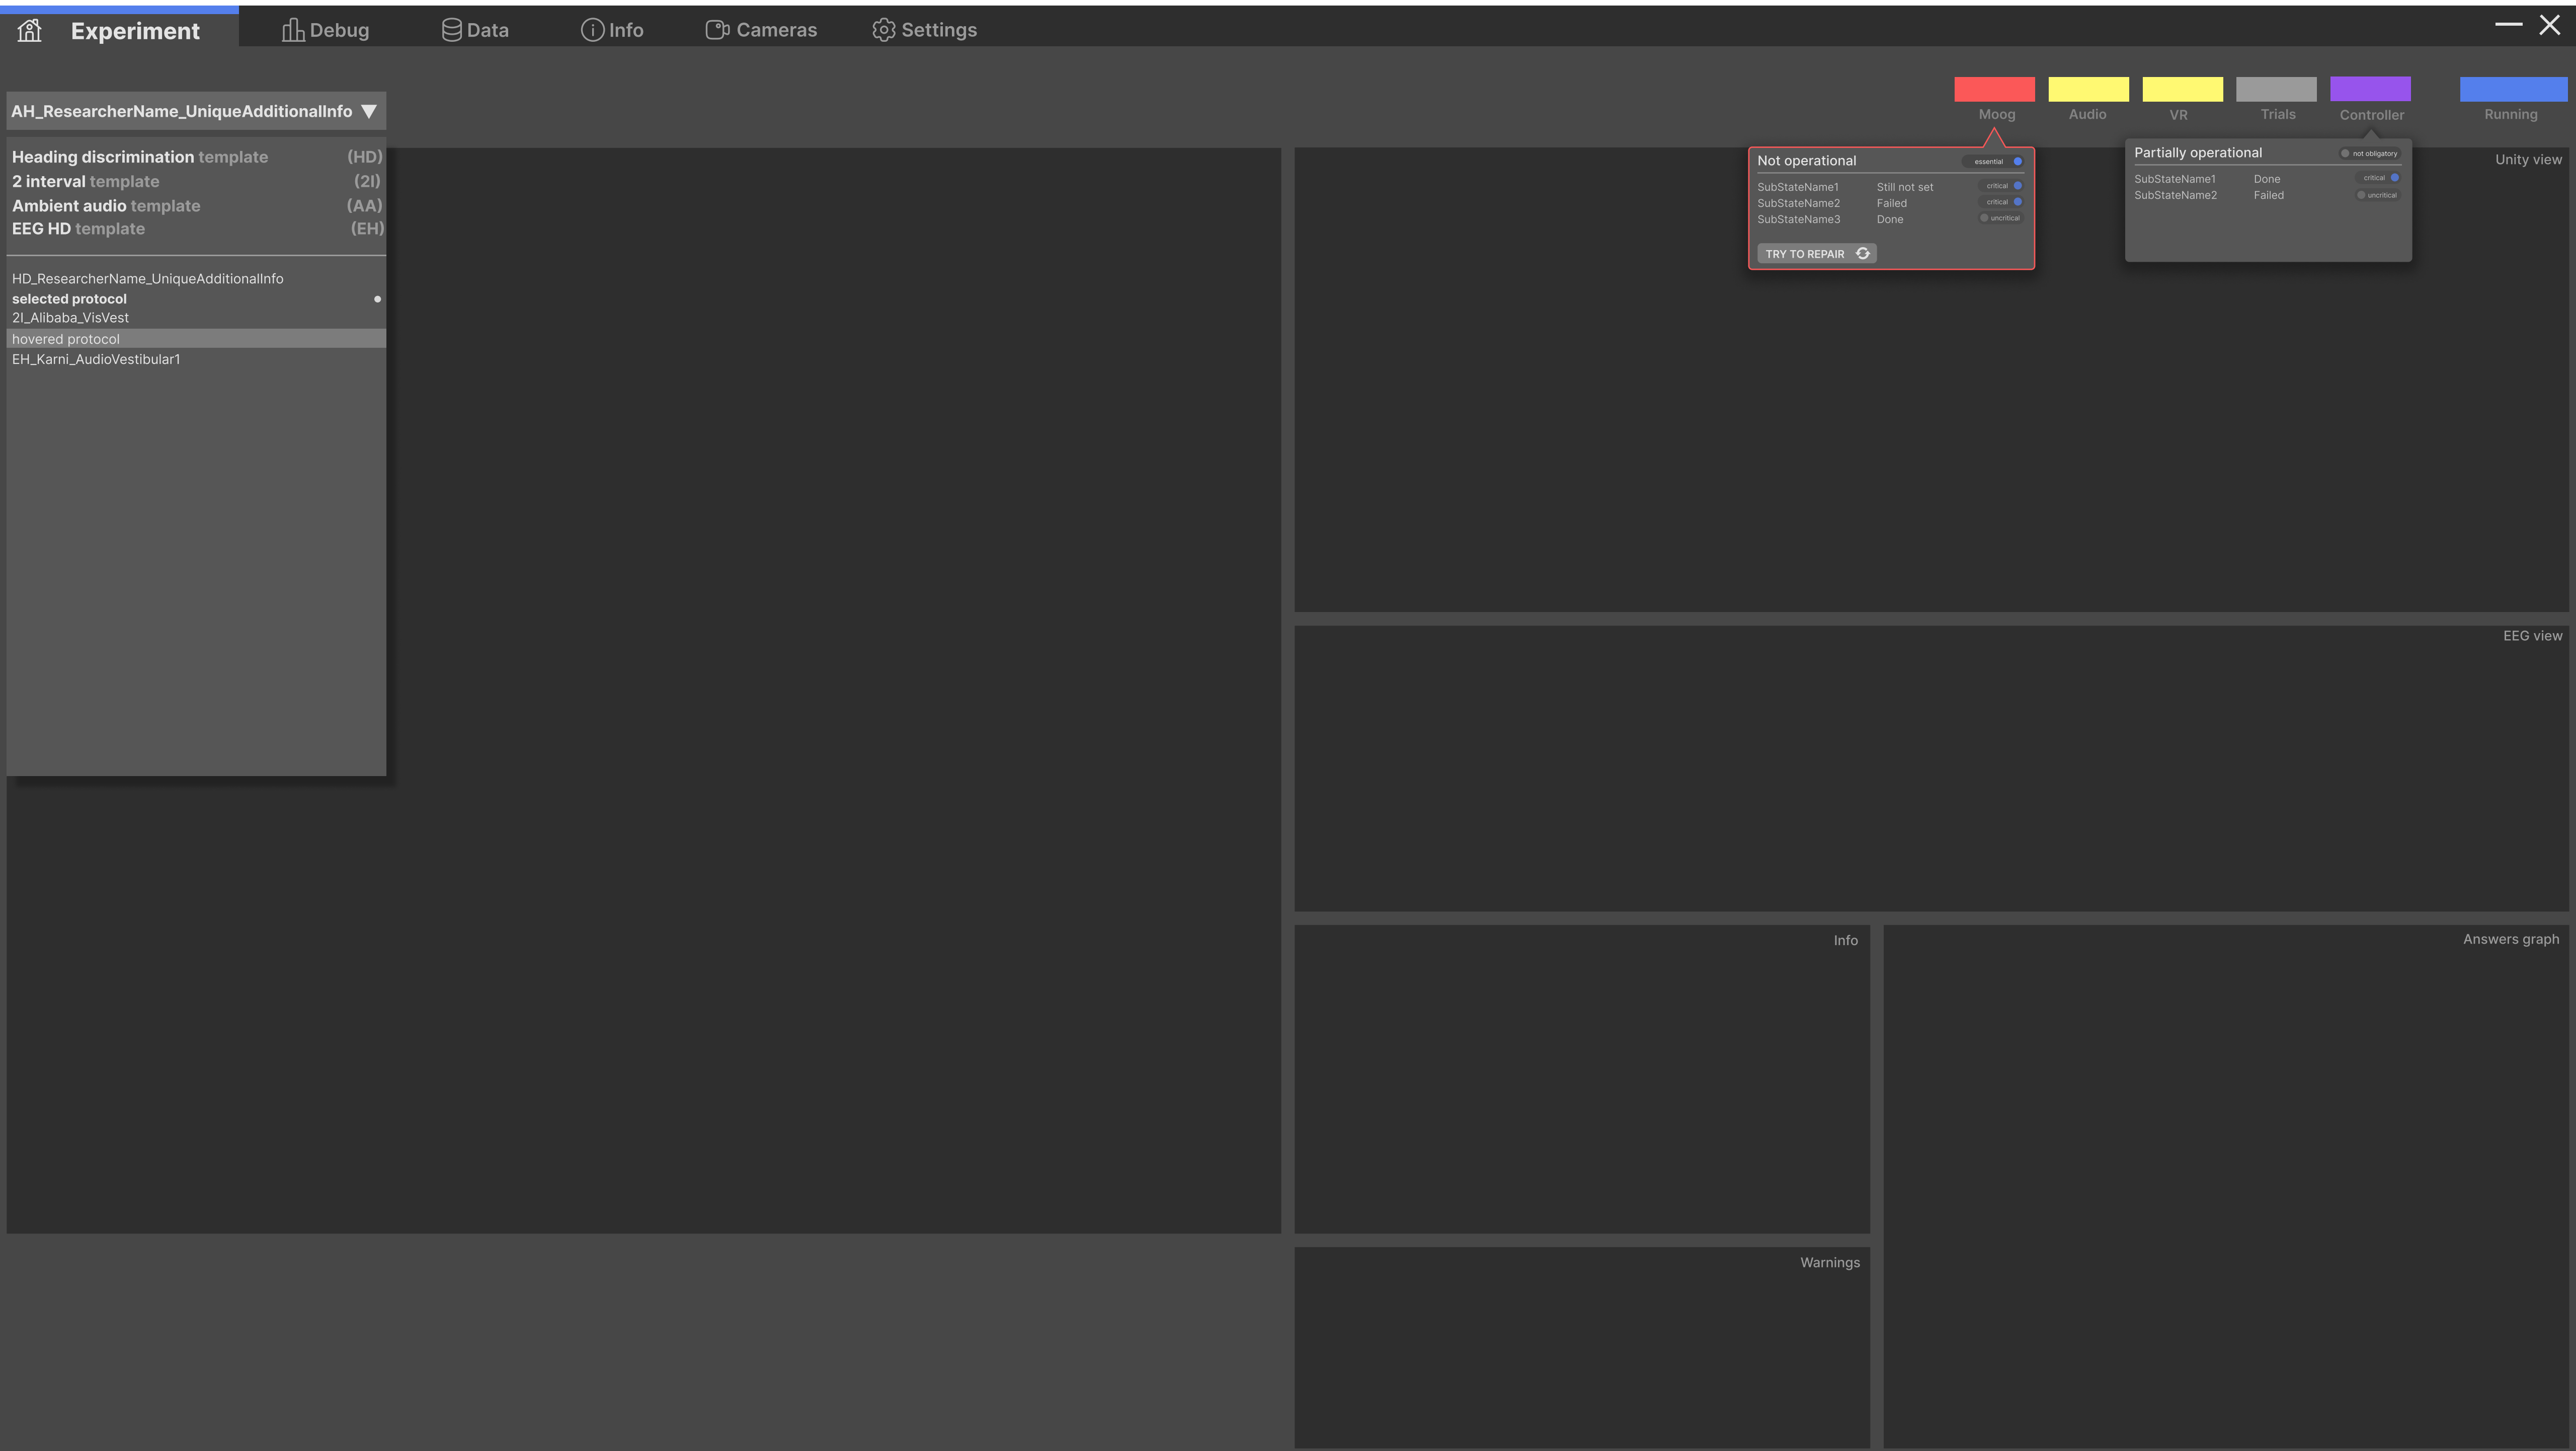 Experiment
Debug
Data
Info
Cameras
Settings
AH_ResearcherName_UniqueAdditionalInfo
Moog
Audio
VR
Trials
Controller
Running
Heading discrimination template (HD)
2 interval template (2I)
Ambient audio template (AA)
EEG HD template (EH)
HD_ResearcherName_UniqueAdditionalInfo
selected protocol
2I_Alibaba_VisVest
hovered protocol
EH_Karni_AudioVestibular1
Not operational essential
SubStateName1 Still not set critical
SubStateName2 Failed critical
SubStateName3 Done uncritical
TRY TO REPAIR
Partially operational not obligatory
SubStateName1 Done critical
SubStateName2 Failed uncritical
Unity view
EEG view
Info
Answers graph
Warnings